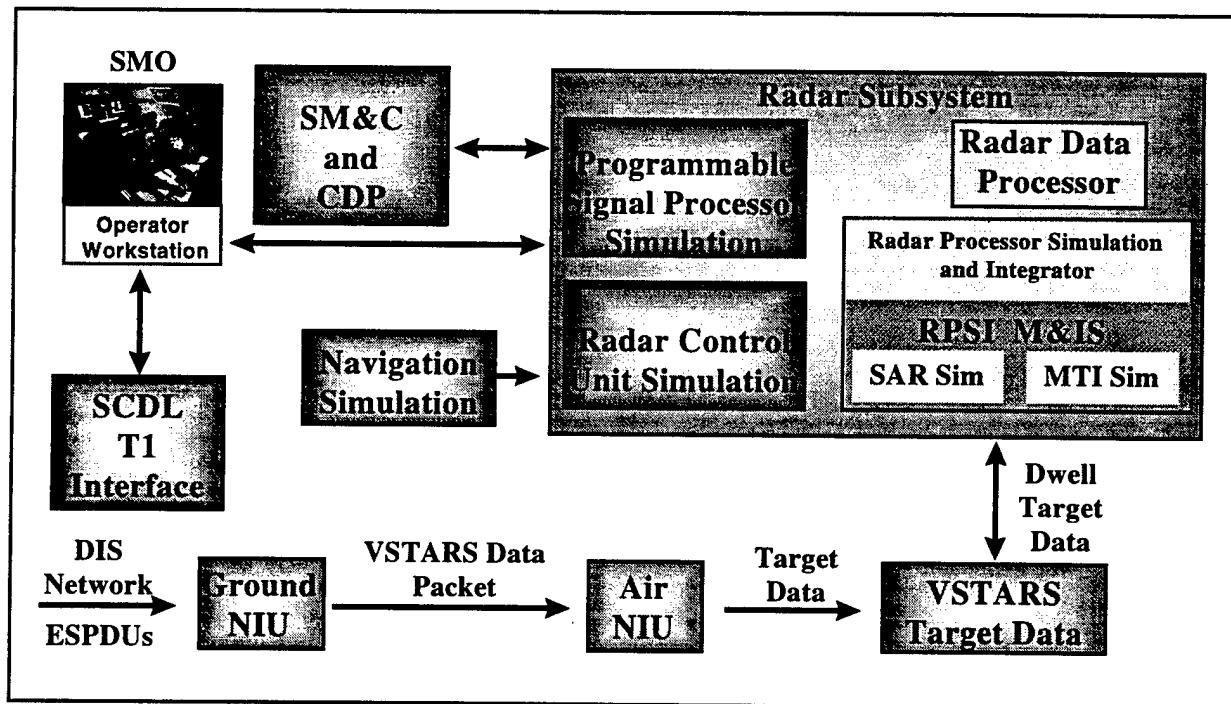 SMO
Operator
Workstation
SM&C
and
CDP
Radar Subsystem
Programmable
Signal Processor
Simulation
Radar Data
Processor
Radar Processor Simulation
and Integrator
RPSI M&IS
SAR Sim
MTI Sim
Radar Control
Unit Simulation
Navigation
Simulation
SCDL
T1
Interface
Dwell
Target
Data
DIS
Network
ESPDUs
Ground
NIU
VSTARS Data
Packet
Air
NIU
Target
Data
VSTARS
Target Data